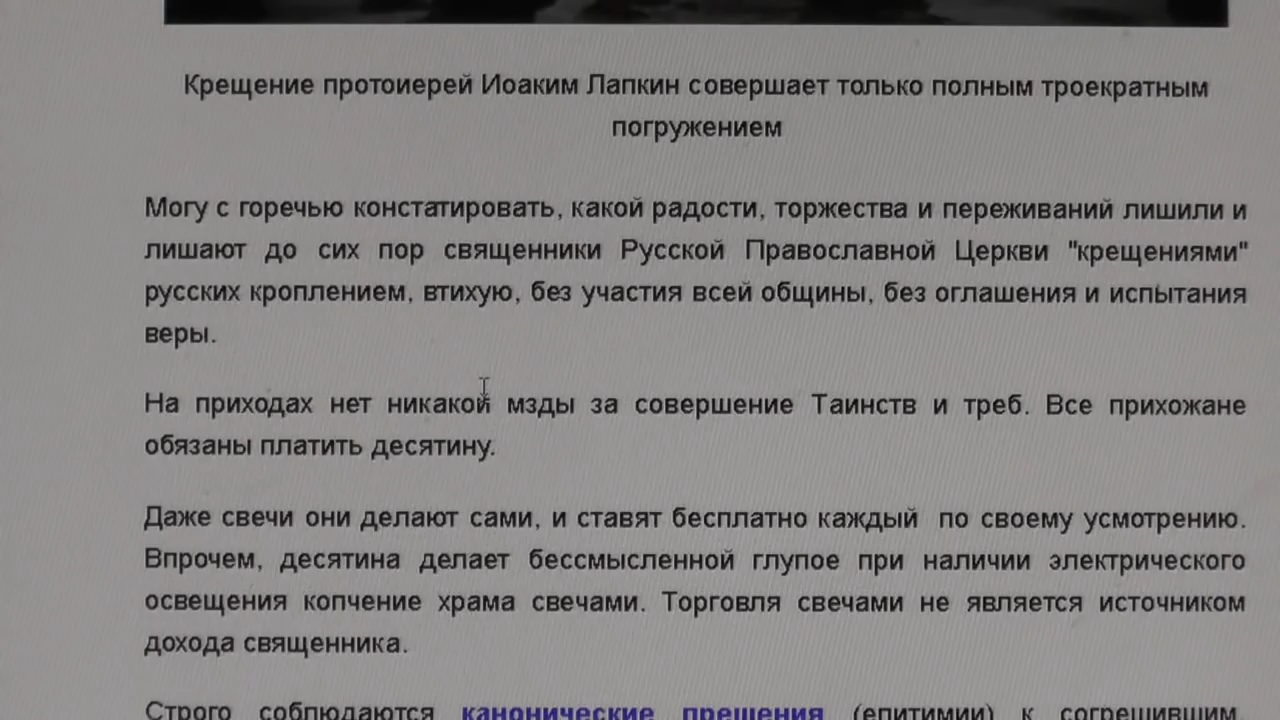 Крещение протоиерей Иоаким Лапкин совершает только полным троекратным
погружением
Могу с горечью констатировать, какой радости, торжества и переживаний лишили и
лишают до сих пор священники Русской Православной Церкви "крещениями"
русских кроплением, втихую, без участия всей общины, без оглашения и испытания
веры.
На приходах нет никакой мзды за совершение Таинств и треб. Все прихожане
обязаны платить десятину.
Даже свечи они делают сами, и ставят бесплатно каждый по своему усмотрению.
Впрочем, десятина делает бессмысленной глупое при наличии электрического
освещения копчение храма свечами. Торговля свечами не является источником
дохода священника.
Строго соблюдаются канонические прещения (епитимии) к согрешившим.